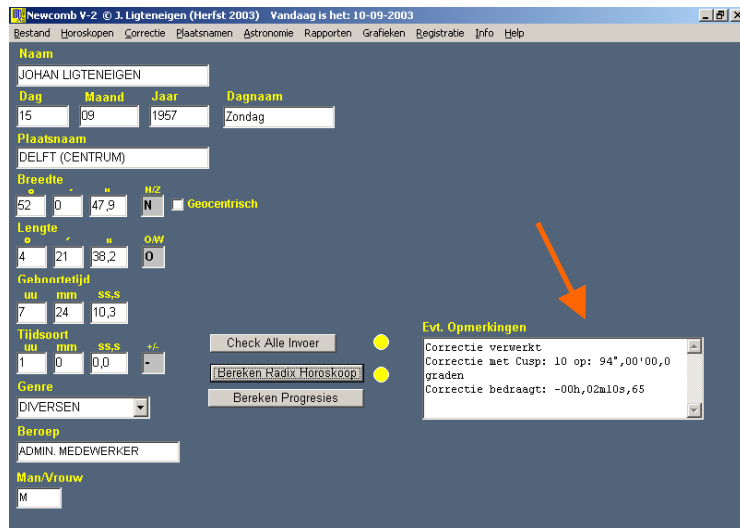 Newcomb V-2 © J. Ligteneigen (Herfst 2003) Vandaag is het: 10-09-2003
Bestand Horoskopen Correctie Plaatsnamen Astronomie Rapporten Grafieken Registratie Info Help
Naam
JOHAN LIGTENEIGEN
Dag Maand Jaar Dagnaam
15 09 1957 Zondag
Plaatsnaam
DELFT (CENTRUM)
Breedte
° ' " N/Z
52 0 47,9 N Geocentrisch
Lengte
° ' " O/W
4 21 38,2 O
Geboortetijd
uu mm ss,s
7 24 10,3
Tijdsoort
uu mm ss,s +/-
1 0 0,0 -
Genre
DIVERSEN
Beroep
ADMIN. MEDEWERKER
Man/Vrouw
M
Check Alle Invoer
Bereken Radix Horoskoop
Bereken Progresies
Evt. Opmerkingen
Correctie verwerkt
Correctie met Cusp: 10 op: 94°,00'00,0
graden
Correctie bedraagt: -00h,02m10s,65